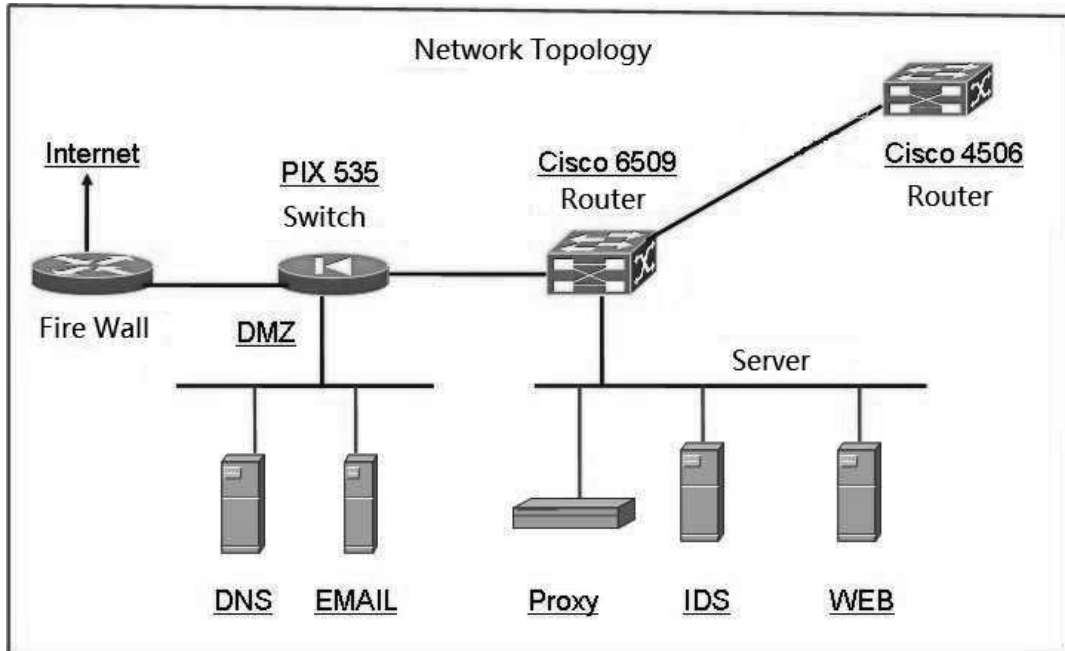 Network Topology
Internet
PIX 535
Switch
Cisco 6509
Router
Cisco 4506
Router
Fire Wall
DMZ
Server
DNS
EMAIL
Proxy
IDS
WEB